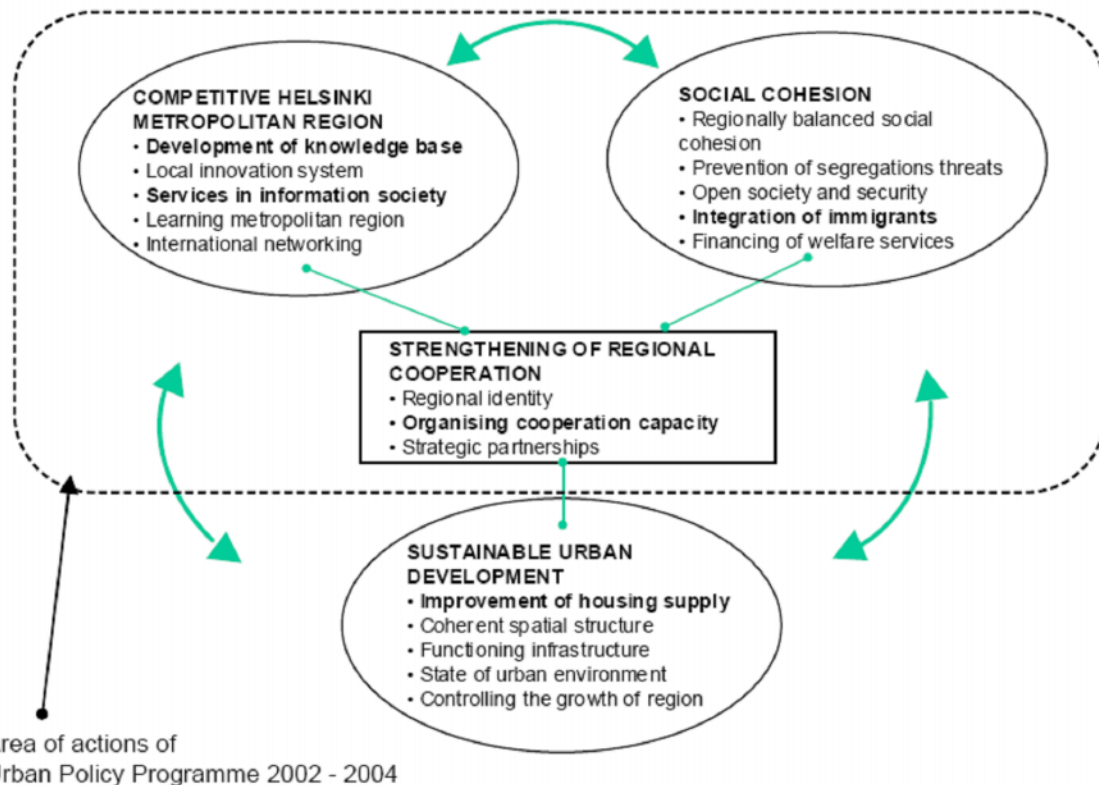 COMPETITIVE HELSINKI
METROPOLITAN REGION
• Development of knowledge base
• Local innovation system
• Services in information society
• Learning metropolitan region
• International networking
SOCIAL COHESION
• Regionally balanced social
cohesion
• Prevention of segregations threats
• Open society and security
• Integration of immigrants
• Financing of welfare services
STRENGTHENING OF REGIONAL
COOPERATION
• Regional identity
• Organising cooperation capacity
• Strategic partnerships
SUSTAINABLE URBAN
DEVELOPMENT
• Improvement of housing supply
• Coherent spatial structure
• Functioning infrastructure
• State of urban environment
• Controlling the growth of region
rea of actions of
Urban Policy Programme 2002 - 2004